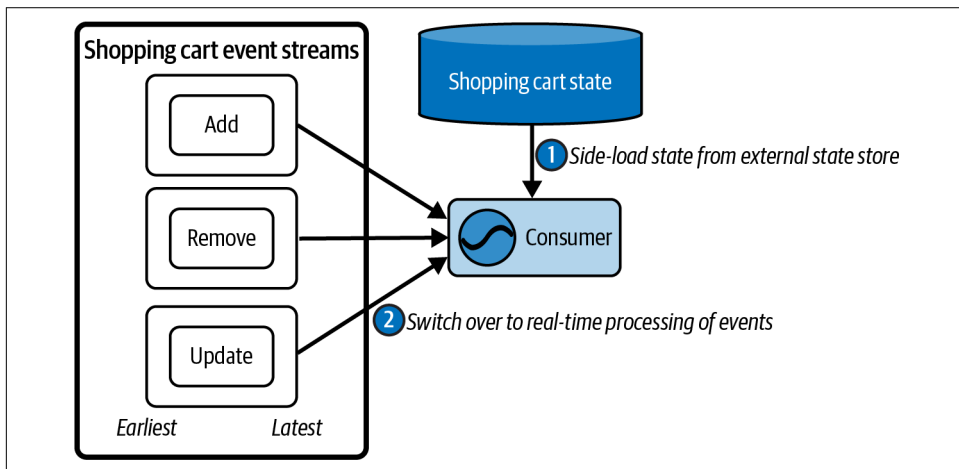 Shopping cart event streams
Add
Remove
Update
Earliest Latest
Shopping cart state
1 Side-load state from external state store
Consumer
2 Switch over to real-time processing of events